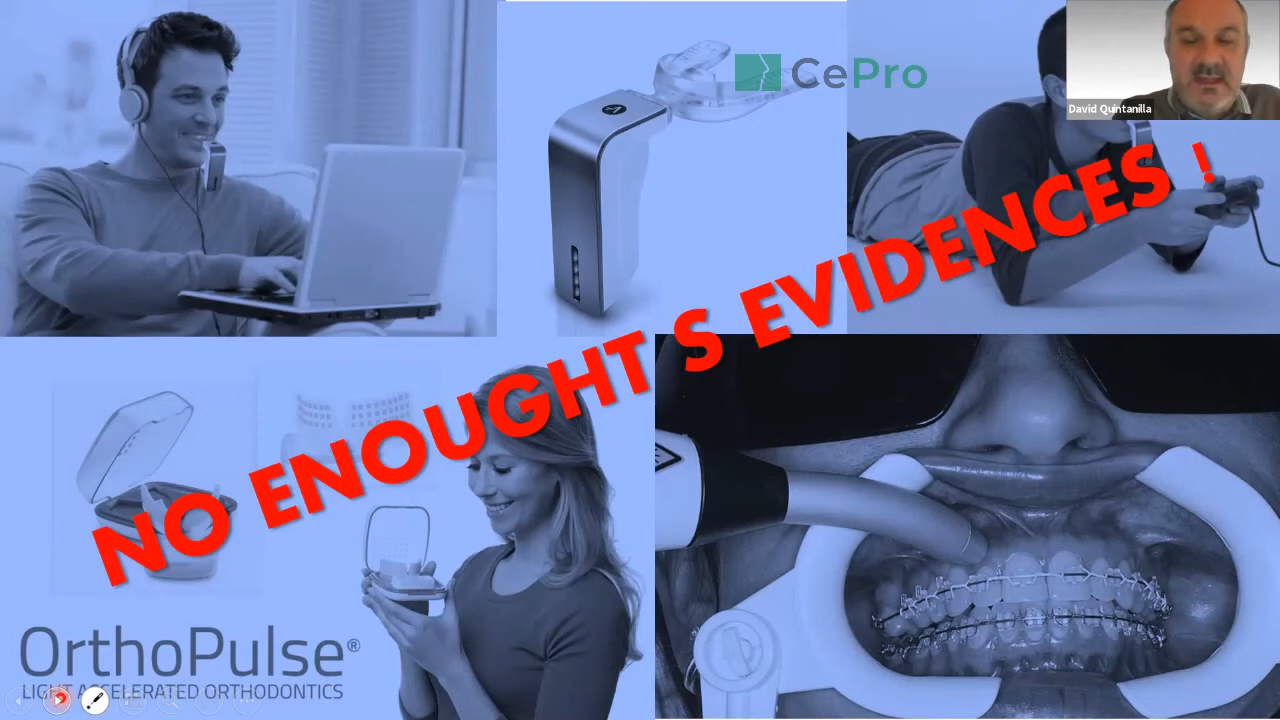 CePro
David Quintanilla
NO ENOUGHT S EVIDENCES !
OrthoPulse®
LIGHT ACCELERATED ORTHODONTICS